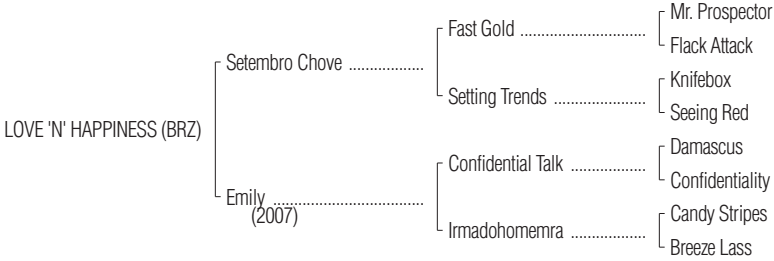 Mr. Prospector
Fast Gold ..............................
Flack Attack
Setembro Chove ..................
Knifebox
Setting Trends ......................
Seeing Red
LOVE 'N' HAPPINESS (BRZ)
Damascus
Confidential Talk ..................
Confidentiality
Emily ....................................
(2007)
Candy Stripes
Irmadohomemra ..................
Breeze Lass